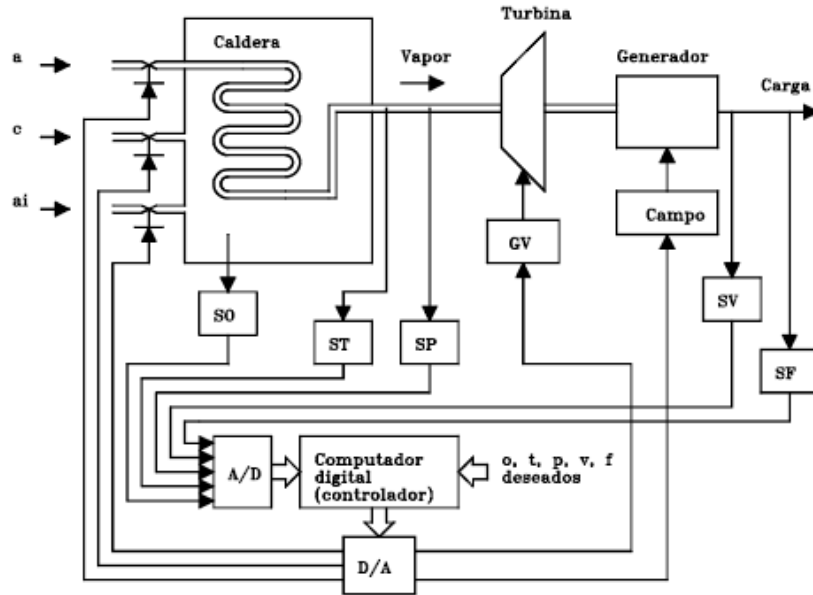 Turbina
Caldera
Vapor
Generador
a
Carga
c
ai
Campo
GV
SO
SV
ST
SP
SF
A/D
Computador
digital
(controlador)
o, t, p, v, f
deseados
D/A